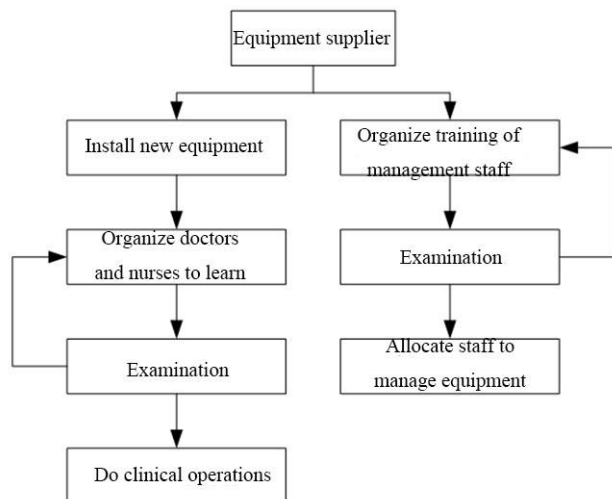 Equipment supplier
Install new equipment
Organize training of
management staff
Organize doctors
and nurses to learn
Examination
Examination
Allocate staff to
manage equipment
Do clinical operations